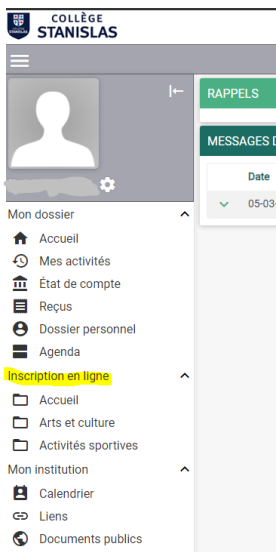 COLLÈGE
STANISLAS
RAPPELS
MESSAGES D
Date
05-03-
Mon dossier
Accueil
Mes activités
État de compte
Reçus
Dossier personnel
Agenda
Inscription en ligne
Accueil
Arts et culture
Activités sportives
Mon institution
Calendrier
Liens
Documents publics